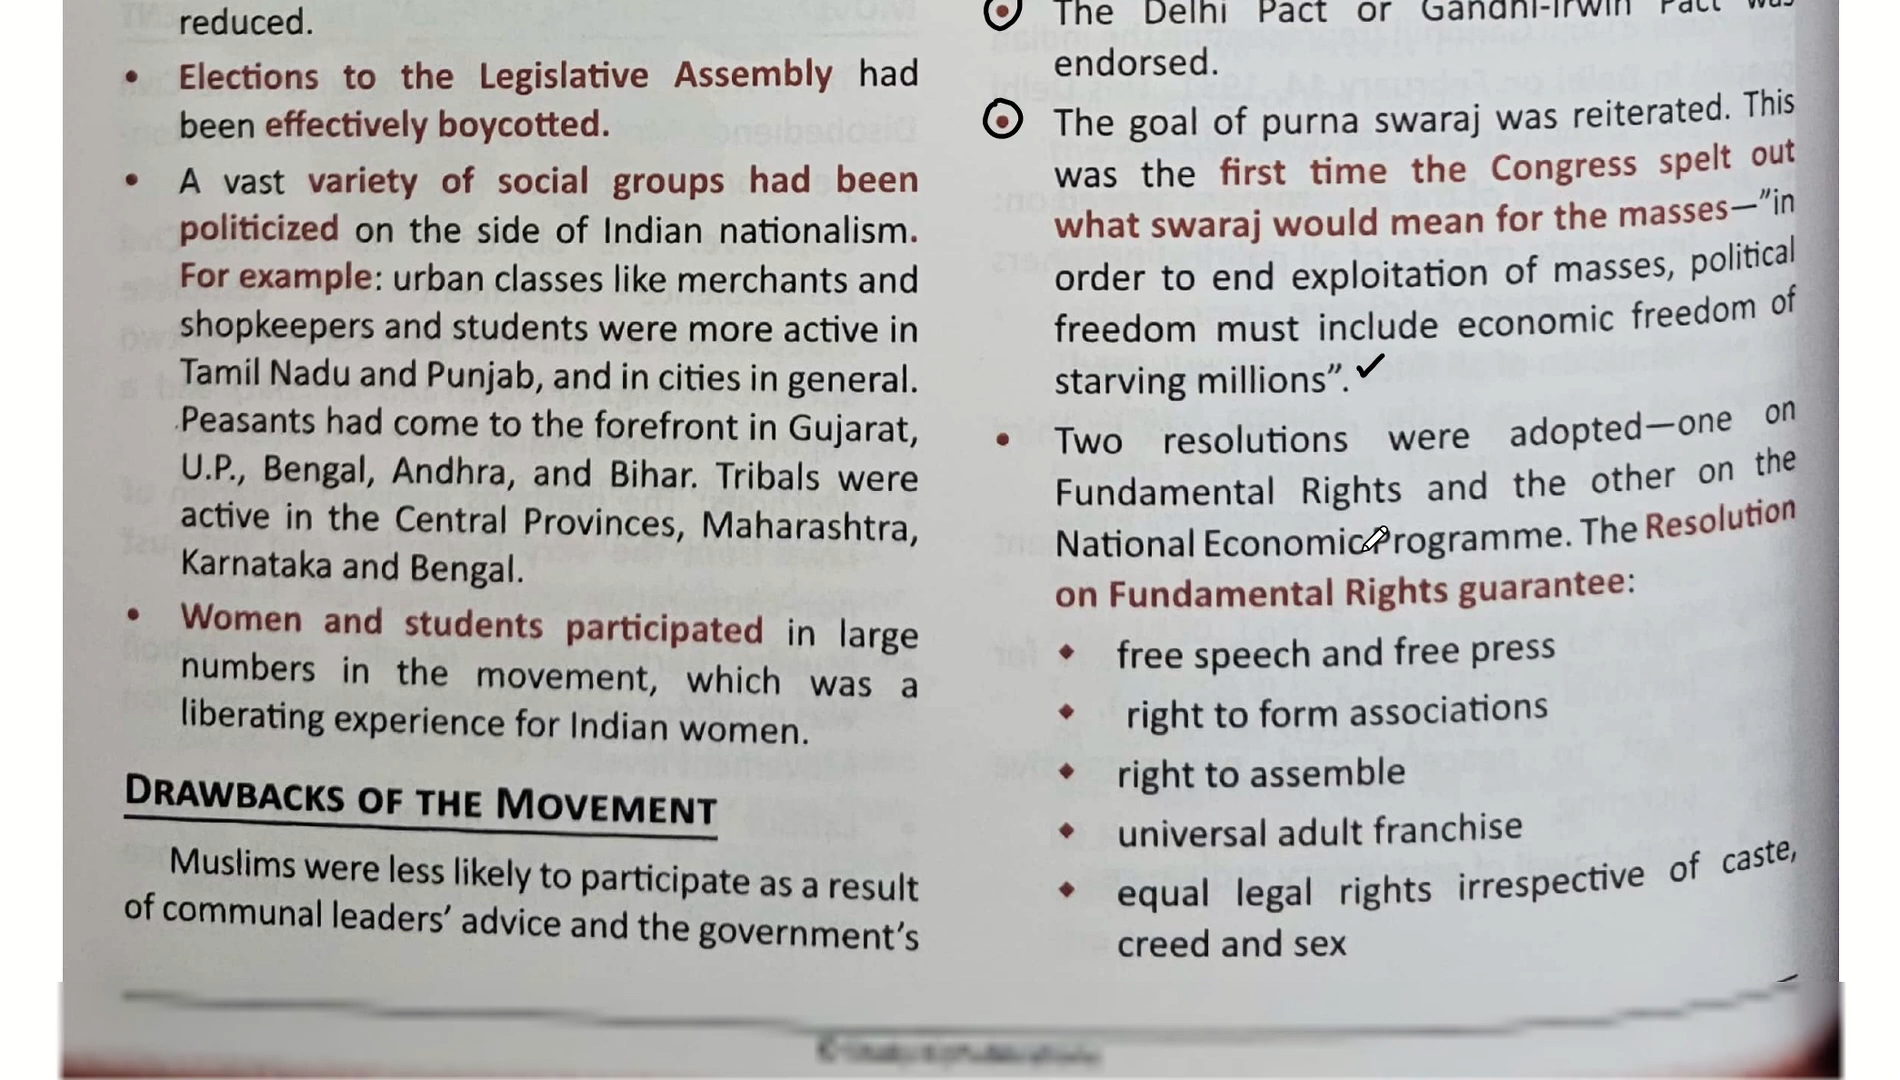 reduced.
• Elections to the Legislative Assembly had
been effectively boycotted.
• A vast variety of social groups had been
politicized on the side of Indian nationalism.
For example: urban classes like merchants and
shopkeepers and students were more active in
Tamil Nadu and Punjab, and in cities in general.
Peasants had come to the forefront in Gujarat,
U.P., Bengal, Andhra, and Bihar. Tribals were
active in the Central Provinces, Maharashtra,
Karnataka and Bengal.
• Women and students participated in large
numbers in the movement, which was a
liberating experience for Indian women.
DRAWBACKS OF THE MOVEMENT
Muslims were less likely to participate as a result
of communal leaders' advice and the government's
• The Delhi Pact or Gandhi-Irwin Pact was
endorsed.
• The goal of purna swaraj was reiterated. This
was the first time the Congress spelt out
what swaraj would mean for the masses—"in
order to end exploitation of masses, political
freedom must include economic freedom of
starving millions".
• Two resolutions were adopted—one on
Fundamental Rights and the other on the
National Economic Programme. The Resolution
on Fundamental Rights guarantee:
◆ free speech and free press
◆ right to form associations
◆ right to assemble
◆ universal adult franchise
◆ equal legal rights irrespective of caste,
creed and sex